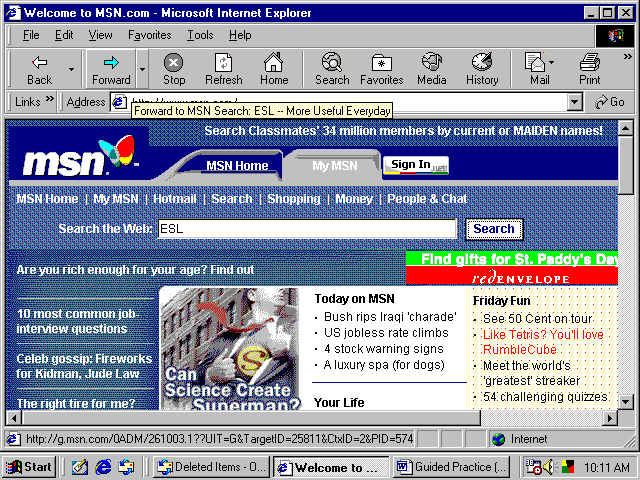 Welcome to MSN.com - Microsoft Internet Explorer
File Edit View Favorites Tools Help
Back Forward Stop Refresh Home Search Favorites Media History Mail Print
Links » Address Go
Forward to MSN Search: ESL -- More Useful Everyday
Search Classmates' 34 million members by current or MAIDEN names!
msn MSN Home My MSN Sign In .net
MSN Home | My MSN | Hotmail | Search | Shopping | Money | People & Chat
Search the Web: ESL Search
Find gifts for St. Paddy's Day
Are you rich enough for your age? Find out
redENVELOPE
10 most common job-
interview questions
Celeb gossip: Fireworks
for Kidman, Jude Law
The right tire for me?
Can
Science Create
Superman?
Today on MSN
· Bush rips Iraqi 'charade'
· US jobless rate climbs
· 4 stock warning signs
· A luxury spa (for dogs)
Your Life
Friday Fun
· See 50 Cent on tour
· Like Tetris? You'll love
RumbleCube
· Meet the world's
'greatest' streaker
· 54 challenging quizzes
http://g.msn.com/0ADM/261003.1??UIT=G&TargetID=25811&CtxID=2&PID=574 Internet
Start Deleted Items - O... Welcome to ... Guided Practice (... 10:11 AM